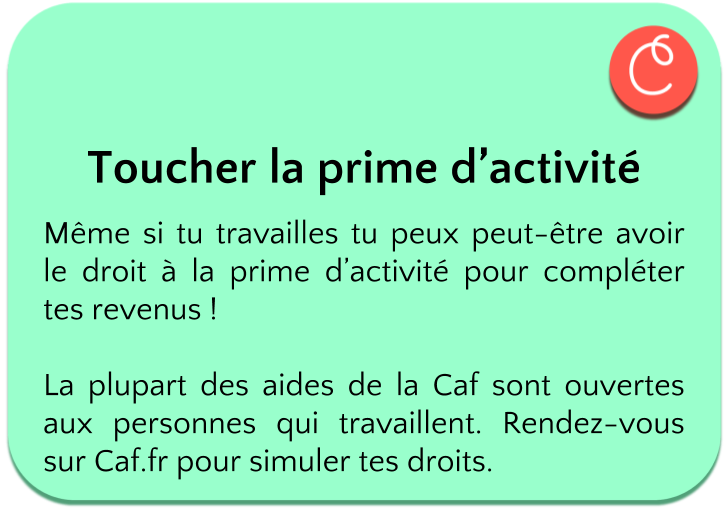 Toucher la prime d’activité
Même si tu travailles tu peux peut-être avoir
le droit à la prime d’activité pour compléter
tes revenus !
La plupart des aides de la Caf sont ouvertes
aux personnes qui travaillent. Rendez-vous
sur Caf.fr pour simuler tes droits.